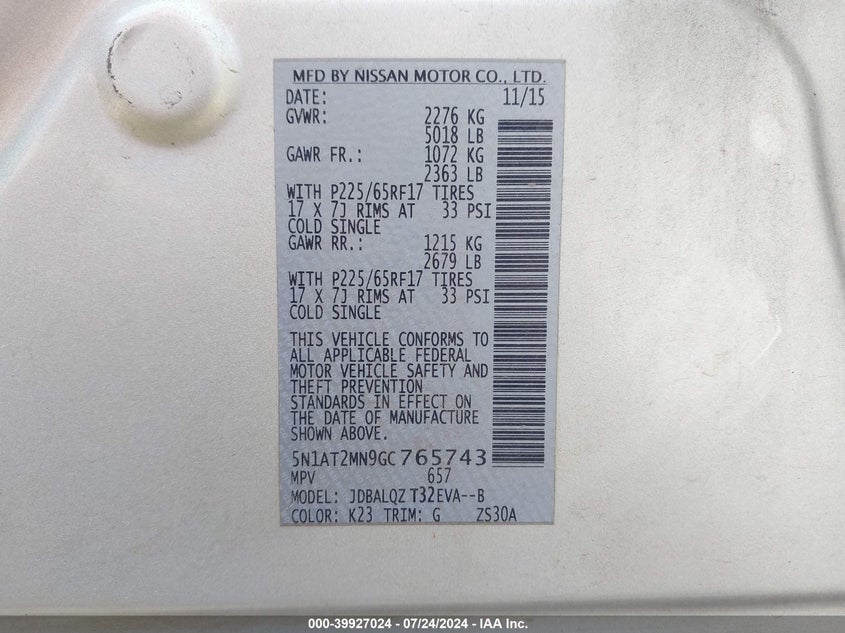 MFD BY NISSAN MOTOR CO., LTD.
DATE: 11/15
GVWR: 2276 KG
5018 LB
GAWR FR.: 1072 KG
2363 LB
WITH P225/65RF17 TIRES
17 X 7J RIMS AT 33 PSI
COLD SINGLE
GAWR RR.: 1215 KG
2679 LB
WITH P225/65RF17 TIRES
17 X 7J RIMS AT 33 PSI
COLD SINGLE
THIS VEHICLE CONFORMS TO
ALL APPLICABLE FEDERAL
MOTOR VEHICLE SAFETY AND
THEFT PREVENTION
STANDARDS IN EFFECT ON
THE DATE OF MANUFACTURE
SHOWN ABOVE.
5N1AT2MN9GC765743
MPV 657
MODEL: JDBALQZ T32EVA--B
COLOR: K23 TRIM: G ZS30A
000-39927024 - 07/24/2024 - IAA Inc.